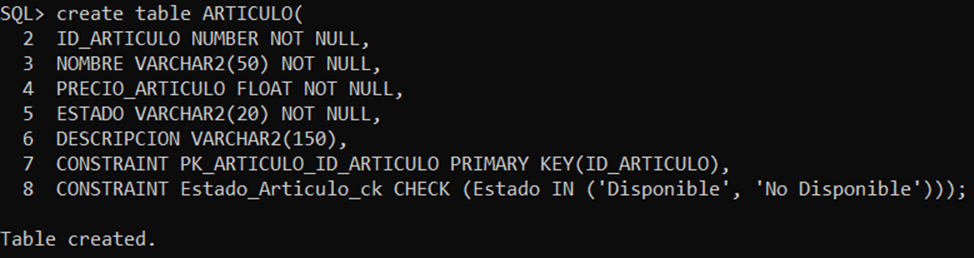 SQL> create table ARTICULO(
  2  ID_ARTICULO NUMBER NOT NULL,
  3  NOMBRE VARCHAR2(50) NOT NULL,
  4  PRECIO_ARTICULO FLOAT NOT NULL,
  5  ESTADO VARCHAR2(20) NOT NULL,
  6  DESCRIPCION VARCHAR2(150),
  7  CONSTRAINT PK_ARTICULO_ID_ARTICULO PRIMARY KEY(ID_ARTICULO),
  8  CONSTRAINT Estado_Articulo_ck CHECK (Estado IN ('Disponible', 'No Disponible')));
Table created.